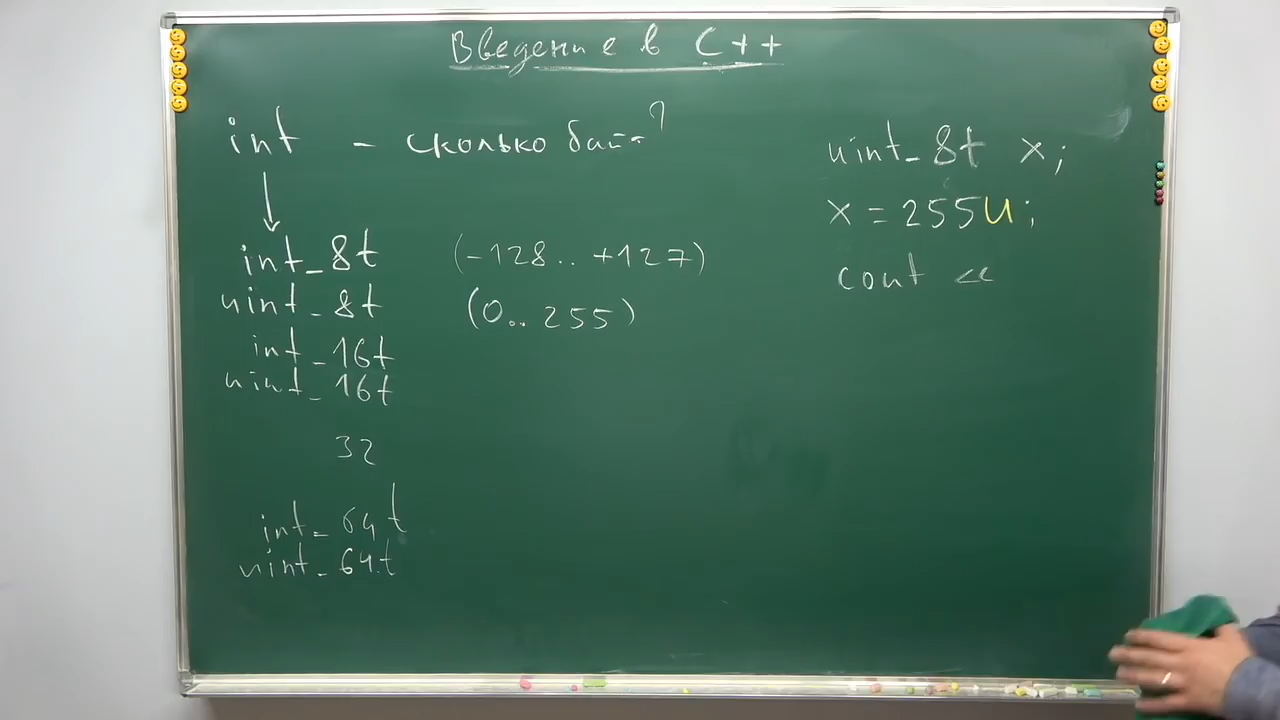 Введение в C++
int - сколько байт?
int_8t (-128.. +127)
uint_8t (0.. 255)
int_16t
uint_16t
32
int_64t
uint_64t
uint_8t x;
x = 255U;
cout <<